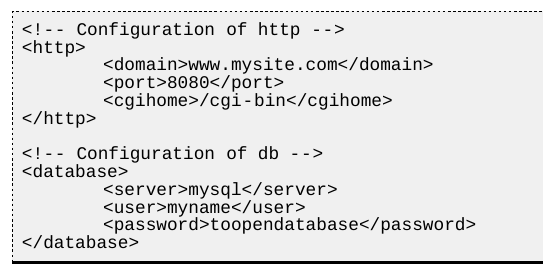 <!-- Configuration of http -->
<http>
        <domain>www.mysite.com</domain>
        <port>8080</port>
        <cgihome>/cgi-bin</cgihome>
</http>

<!-- Configuration of db -->
<database>
        <server>mysql</server>
        <user>myname</user>
        <password>toopendatabase</password>
</database>